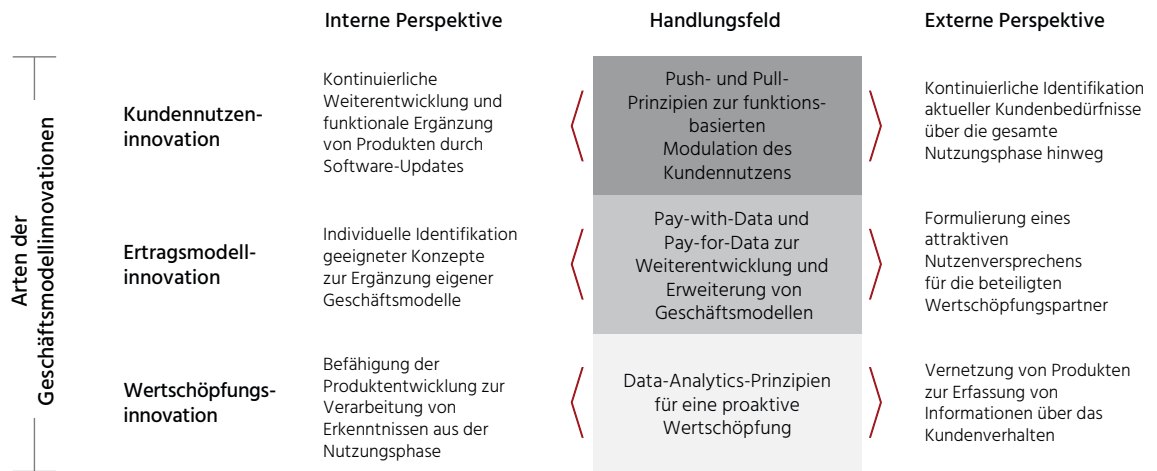 Interne Perspektive
Handlungsfeld
Externe Perspektive
Arten der
Geschäftsmodellinnovationen
Kundennutzen-
innovation
Kontinuierliche
Weiterentwicklung und
funktionale Ergänzung
von Produkten durch
Software-Updates
Push- und Pull-
Prinzipien zur funktions-
basierten
Modulation des
Kundennutzens
Kontinuierliche Identifikation
aktueller Kundenbedürfnisse
über die gesamte
Nutzungsphase hinweg
Ertragsmodell-
innovation
Individuelle Identifikation
geeigneter Konzepte
zur Ergänzung eigener
Geschäftsmodelle
Pay-with-Data und
Pay-for-Data zur
Weiterentwicklung und
Erweiterung von
Geschäftsmodellen
Formulierung eines
attraktiven
Nutzenversprechens
für die beteiligten
Wertschöpfungspartner
Wertschöpfungs-
innovation
Befähigung der
Produktentwicklung zur
Verarbeitung von
Erkenntnissen aus der
Nutzungsphase
Data-Analytics-Prinzipien
für eine proaktive
Wertschöpfung
Vernetzung von Produkten
zur Erfassung von
Informationen über das
Kundenverhalten